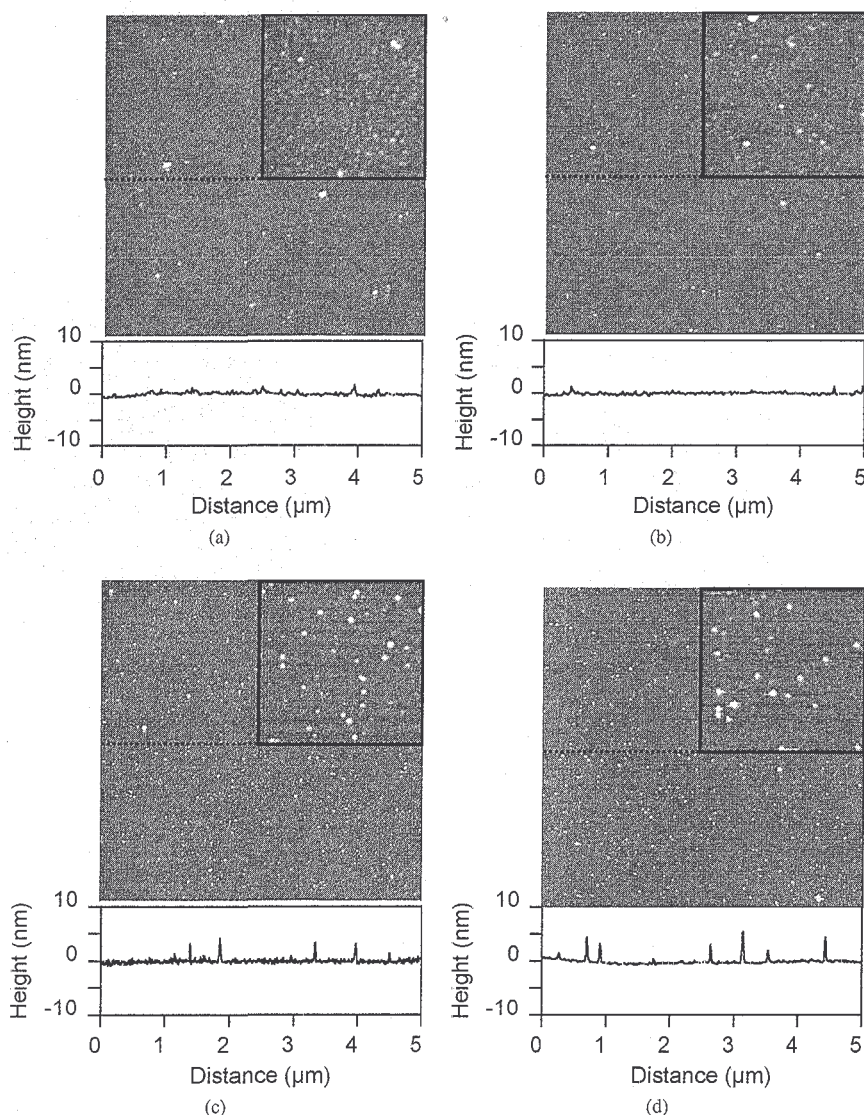 10
0
-10
Height (nm)
0 1 2 3 4 5
Distance (µm)
(a)
10
0
-10
Height (nm)
0 1 2 3 4 5
Distance (µm)
(b)
10
0
-10
Height (nm)
0 1 2 3 4 5
Distance (µm)
(c)
10
0
-10
Height (nm)
0 1 2 3 4 5
Distance (µm)
(d)